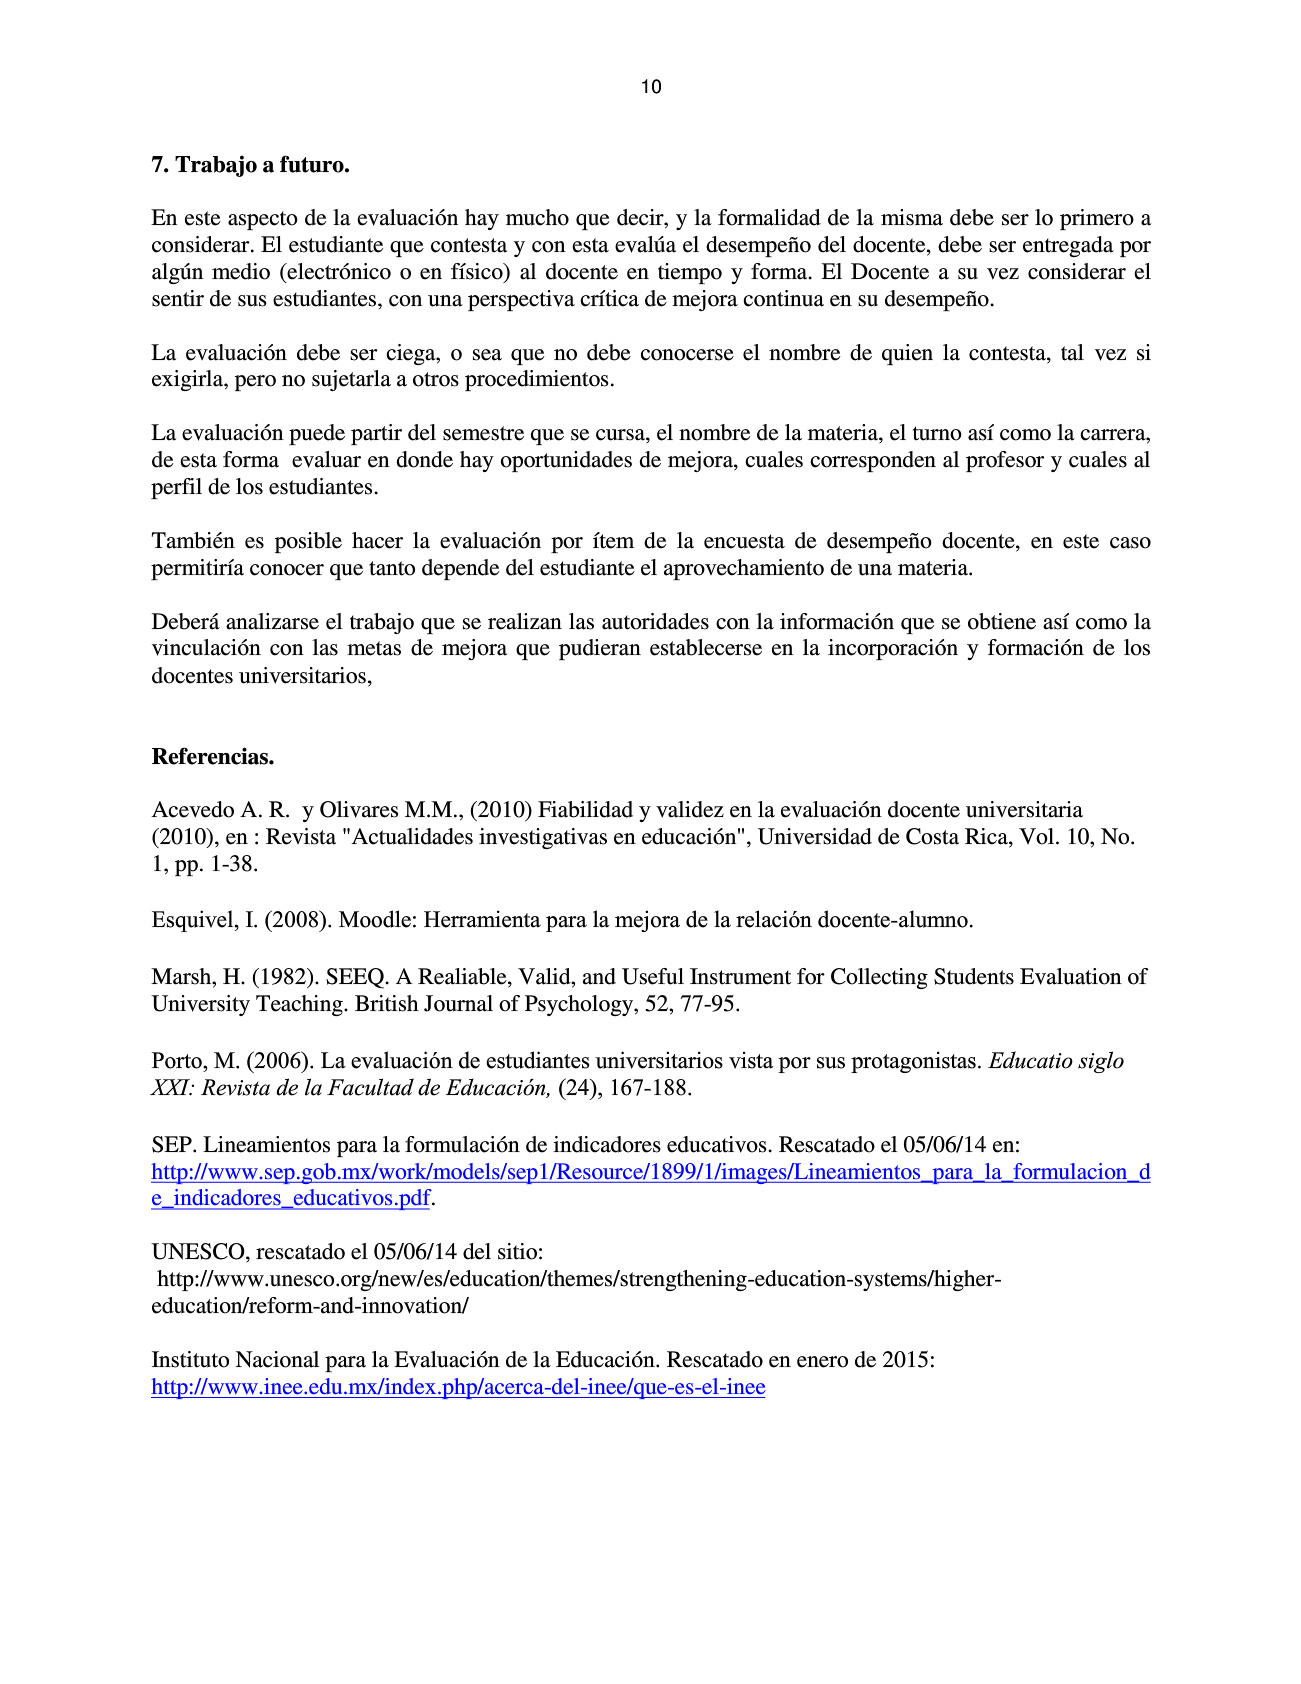 10
7. Trabajo a futuro.
En este aspecto de la evaluación hay mucho que decir, y la formalidad de la misma debe ser lo primero a
considerar. El estudiante que contesta y con esta evalúa el desempeño del docente, debe ser entregada por
algún medio (electrónico o en físico) al docente en tiempo y forma. El Docente a su vez considerar el
sentir de sus estudiantes, con una perspectiva crítica de mejora continua en su desempeño.
La evaluación debe ser ciega, o sea que no debe conocerse el nombre de quien la contesta, tal vez si
exigirla, pero no sujetarla a otros procedimientos.
La evaluación puede partir del semestre que se cursa, el nombre de la materia, el turno así como la carrera,
de esta forma  evaluar en donde hay oportunidades de mejora, cuales corresponden al profesor y cuales al
perfil de los estudiantes.
También es posible hacer la evaluación por ítem de la encuesta de desempeño docente, en este caso
permitiría conocer que tanto depende del estudiante el aprovechamiento de una materia.
Deberá analizarse el trabajo que se realizan las autoridades con la información que se obtiene así como la
vinculación con las metas de mejora que pudieran establecerse en la incorporación y formación de los
docentes universitarios,
Referencias.
Acevedo A. R.  y Olivares M.M., (2010) Fiabilidad y validez en la evaluación docente universitaria
(2010), en : Revista "Actualidades investigativas en educación", Universidad de Costa Rica, Vol. 10, No.
1, pp. 1-38.
Esquivel, I. (2008). Moodle: Herramienta para la mejora de la relación docente-alumno.
Marsh, H. (1982). SEEQ. A Realiable, Valid, and Useful Instrument for Collecting Students Evaluation of
University Teaching. British Journal of Psychology, 52, 77-95.
Porto, M. (2006). La evaluación de estudiantes universitarios vista por sus protagonistas. Educatio siglo
XXI: Revista de la Facultad de Educación, (24), 167-188.
SEP. Lineamientos para la formulación de indicadores educativos. Rescatado el 05/06/14 en:
http://www.sep.gob.mx/work/models/sep1/Resource/1899/1/images/Lineamientos_para_la_formulacion_d
e_indicadores_educativos.pdf.
UNESCO, rescatado el 05/06/14 del sitio:
http://www.unesco.org/new/es/education/themes/strengthening-education-systems/higher-
education/reform-and-innovation/
Instituto Nacional para la Evaluación de la Educación. Rescatado en enero de 2015:
http://www.inee.edu.mx/index.php/acerca-del-inee/que-es-el-inee